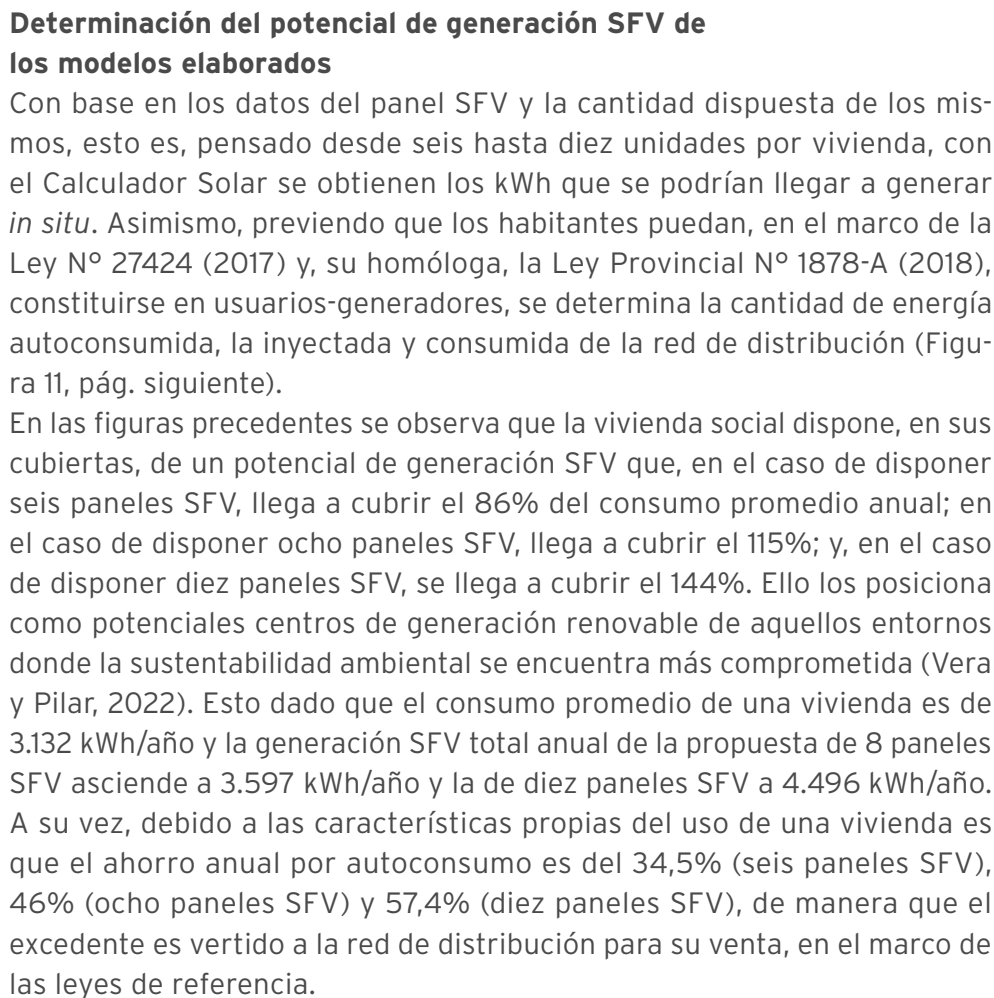 Determinación del potencial de generación SFV de
los modelos elaborados
Con base en los datos del panel SFV y la cantidad dispuesta de los mis-
mos, esto es, pensado desde seis hasta diez unidades por vivienda, con
el Calculador Solar se obtienen los kWh que se podrían llegar a generar
in situ. Asimismo, previendo que los habitantes puedan, en el marco de la
Ley N° 27424 (2017) y, su homóloga, la Ley Provincial N° 1878-A (2018),
constituirse en usuarios-generadores, se determina la cantidad de energía
autoconsumida, la inyectada y consumida de la red de distribución (Figu-
ra 11, pág. siguiente).
En las figuras precedentes se observa que la vivienda social dispone, en sus
cubiertas, de un potencial de generación SFV que, en el caso de disponer
seis paneles SFV, llega a cubrir el 86% del consumo promedio anual; en
el caso de disponer ocho paneles SFV, llega a cubrir el 115%; y, en el caso
de disponer diez paneles SFV, se llega a cubrir el 144%. Ello los posiciona
como potenciales centros de generación renovable de aquellos entornos
donde la sustentabilidad ambiental se encuentra más comprometida (Vera
y Pilar, 2022). Esto dado que el consumo promedio de una vivienda es de
3.132 kWh/año y la generación SFV total anual de la propuesta de 8 paneles
SFV asciende a 3.597 kWh/año y la de diez paneles SFV a 4.496 kWh/año.
A su vez, debido a las características propias del uso de una vivienda es
que el ahorro anual por autoconsumo es del 34,5% (seis paneles SFV),
46% (ocho paneles SFV) y 57,4% (diez paneles SFV), de manera que el
excedente es vertido a la red de distribución para su venta, en el marco de
las leyes de referencia.